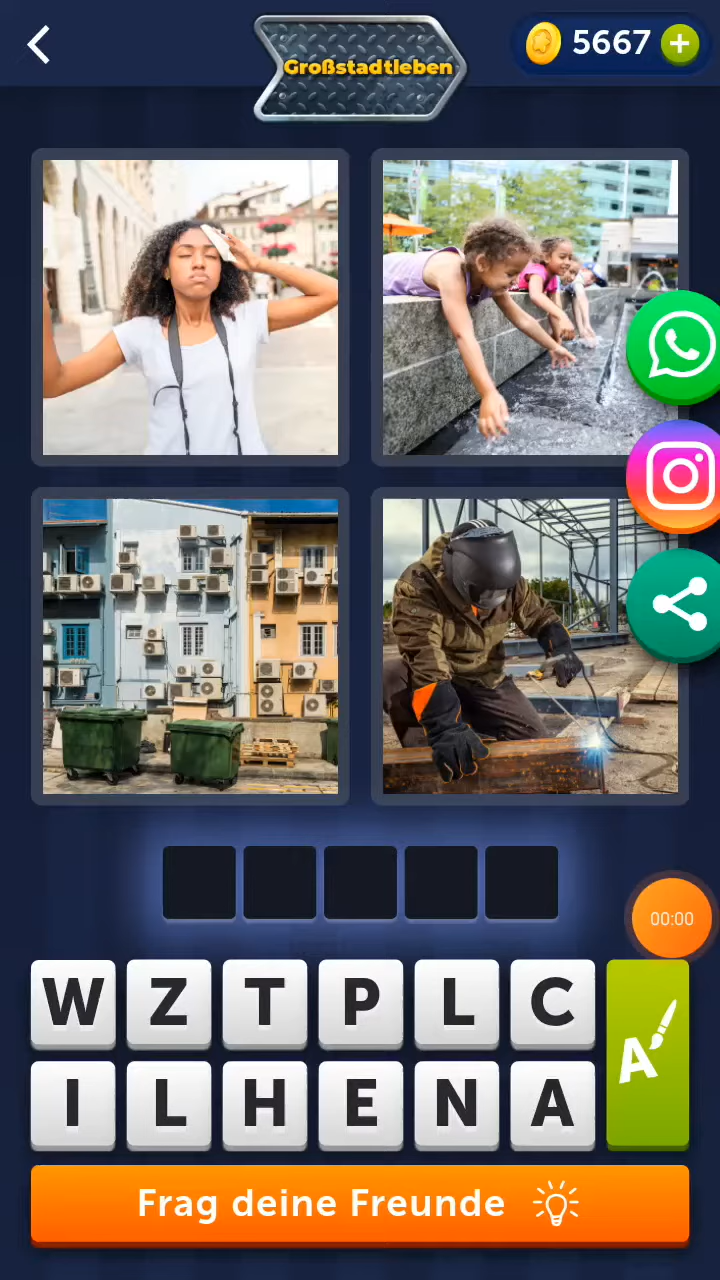 Großstadtleben
5667 +
00:00
W Z T P L C
A
I L H E N A
Frag deine Freunde